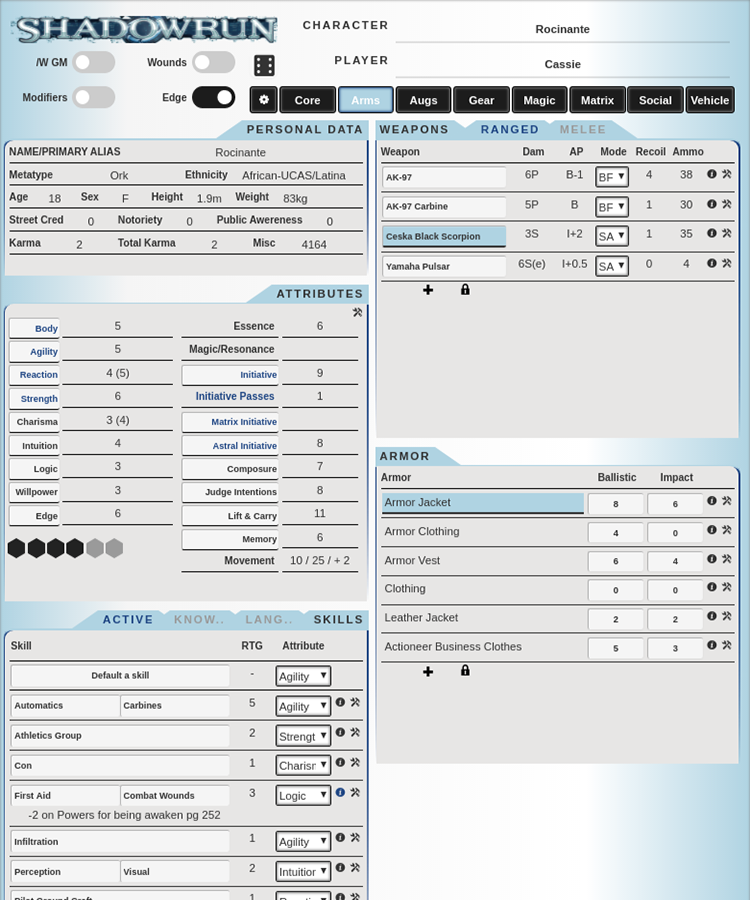 SHADOWRUN
CHARACTER Rocinante
/W GM Wounds PLAYER Cassie
Modifiers Edge Core Arms Augs Gear Magic Matrix Social Vehicle
PERSONAL DATA
NAME/PRIMARY ALIAS Rocinante
Metatype Ork Ethnicity African-UCAS/Latina
Age 18 Sex F Height 1.9m Weight 83kg
Street Cred 0 Notoriety 0 Public Awereness 0
Karma 2 Total Karma 2 Misc 4164
ATTRIBUTES
Body 5 Essence 6
Agility 5 Magic/Resonance
Reaction 4 (5) Initiative 9
Strength 6 Initiative Passes 1
Charisma 3 (4) Matrix Initiative
Intuition 4 Astral Initiative 8
Logic 3 Composure 7
Willpower 3 Judge Intentions 8
Edge 6 Lift & Carry 11
Memory 6
Movement 10 / 25 / + 2
ACTIVE KNOW.. LANG.. SKILLS
Skill RTG Attribute
Default a skill - Agility
Automatics Carbines 5 Agility
Athletics Group 2 Strengt
Con 1 Charisr
First Aid Combat Wounds 3 Logic
-2 on Powers for being awaken pg 252
Infiltration 1 Agility
Perception Visual 2 Intuitior
WEAPONS RANGED MELEE
Weapon Dam AP Mode Recoil Ammo
AK-97 6P B-1 BF 4 38
AK-97 Carbine 5P B BF 1 30
Ceska Black Scorpion 3S I+2 SA 1 35
Yamaha Pulsar 6S(e) I+0.5 SA 0 4
ARMOR
Armor Ballistic Impact
Armor Jacket 8 6
Armor Clothing 4 0
Armor Vest 6 4
Clothing 0 0
Leather Jacket 2 2
Actioneer Business Clothes 5 3